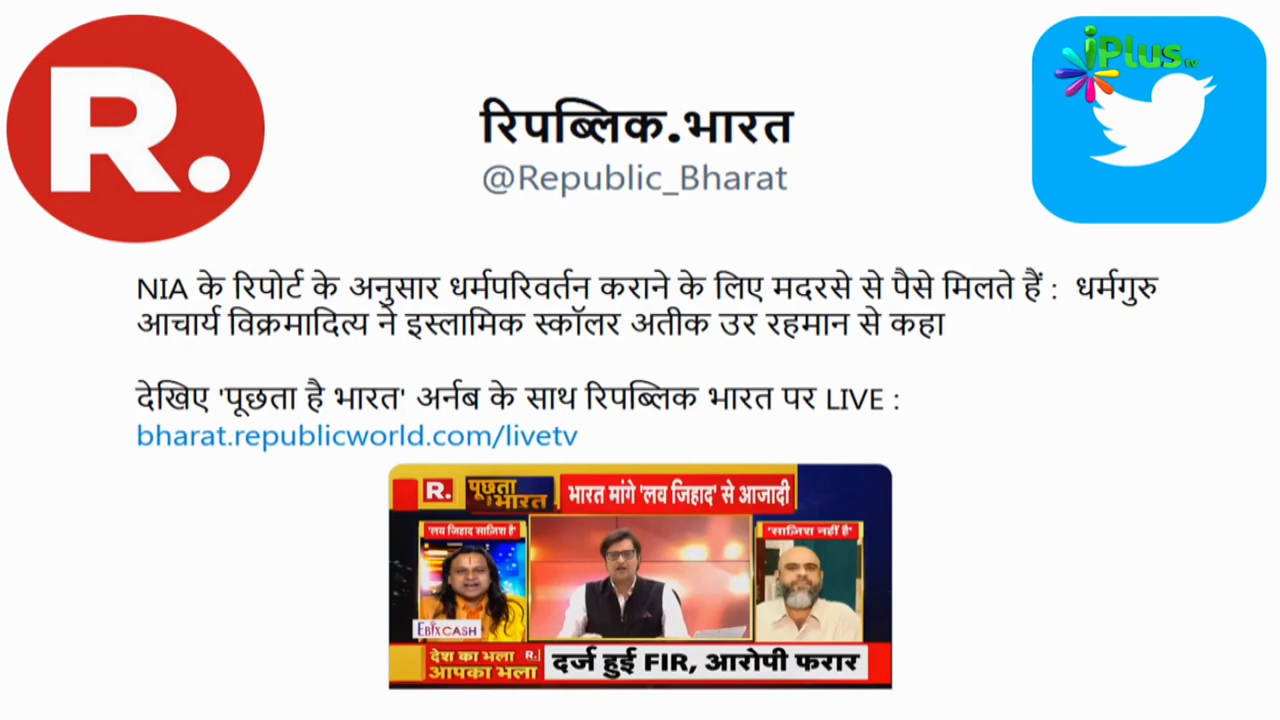 R.
iPlus tv
रिपब्लिक.भारत
@Republic_Bharat
NIA के रिपोर्ट के अनुसार धर्मपरिवर्तन कराने के लिए मदरसे से पैसे मिलते हैं : धर्मगुरु
आचार्य विक्रमादित्य ने इस्लामिक स्कॉलर अतीक उर रहमान से कहा
देखिए 'पूछता है भारत' अर्नब के साथ रिपब्लिक भारत पर LIVE :
bharat.republicworld.com/livetv
R. पूछता है भारत
भारत मांगे 'लव जिहाद' से आजादी
'लव जिहाद साज़िश है'
'साज़िश नहीं है'
EbixCASH
देश का भला R.
आपका भला
दर्ज हुई FIR, आरोपी फरार